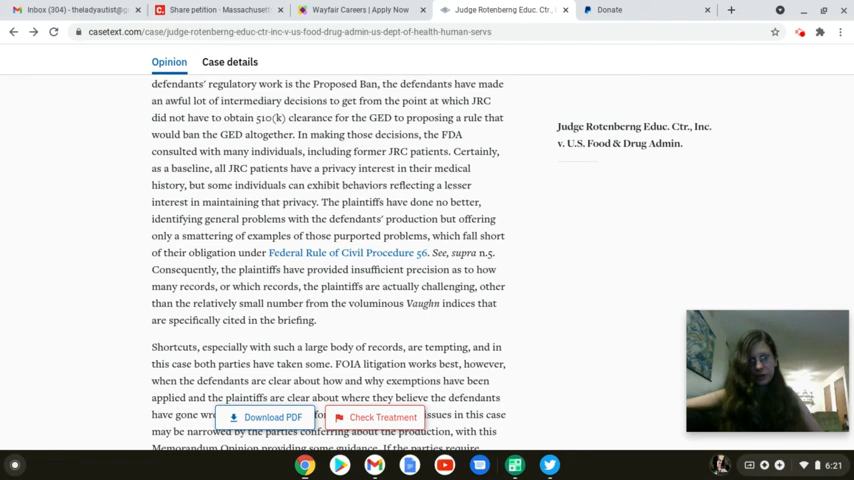 Inbox (304) - theladyautist@g
Share petition · Massachuset
Wayfair Careers | Apply Now
Judge Rotenberng Educ. Ctr., I
Donate
casetext.com/case/judge-rotenberng-educ-ctr-inc-v-us-food-drug-admin-us-dept-of-health-human-servs
Opinion
Case details
defendants' regulatory work is the Proposed Ban, the defendants have made
an awful lot of intermediary decisions to get from the point at which JRC
did not have to obtain 510(k) clearance for the GED to proposing a rule that
would ban the GED altogether. In making those decisions, the FDA
consulted with many individuals, including former JRC patients. Certainly,
as a baseline, all JRC patients have a privacy interest in their medical
history, but some individuals can exhibit behaviors reflecting a lesser
interest in maintaining that privacy. The plaintiffs have done no better,
identifying general problems with the defendants' production but offering
only a smattering of examples of those purported problems, which fall short
of their obligation under Federal Rule of Civil Procedure 56. See, supra n.5.
Consequently, the plaintiffs have provided insufficient precision as to how
many records, or which records, the plaintiffs are actually challenging, other
than the relatively small number from the voluminous Vaughn indices that
are specifically cited in the briefing.
Shortcuts, especially with such a large body of records, are tempting, and in
this case both parties have taken some. FOIA litigation works best, however,
when the defendants are clear about how and why exemptions have been
applied and the plaintiffs are clear about where they believe the defendants
have gone wro
issues in this case
may be narrowed by the parties conferring about the production, with this
Memorandum Opinion providing some guidance. If the parties require
Download PDF
Check Treatment
Judge Rotenberng Educ. Ctr., Inc.
v. U.S. Food & Drug Admin.
6:21